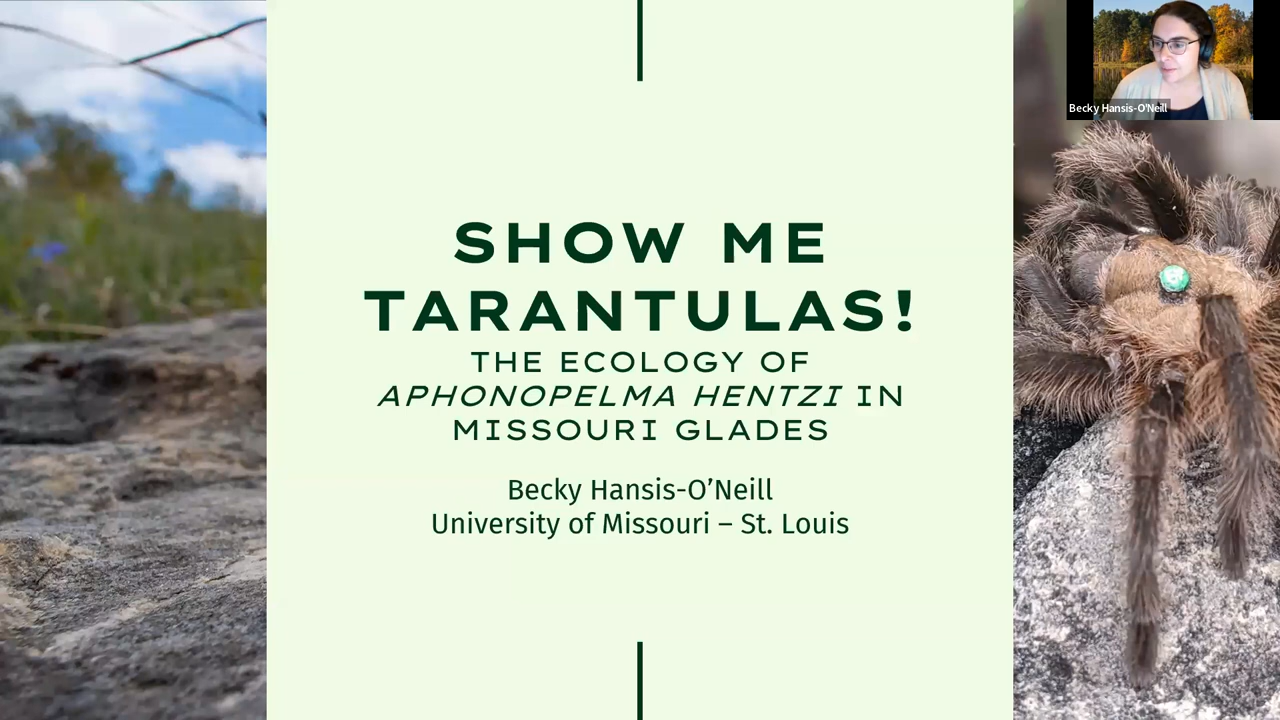 Becky Hansis-O'Neill
SHOW ME
TARANTULAS!
THE ECOLOGY OF
APHONOPELMA HENTZI IN
MISSOURI GLADES
Becky Hansis-O’Neill
University of Missouri – St. Louis